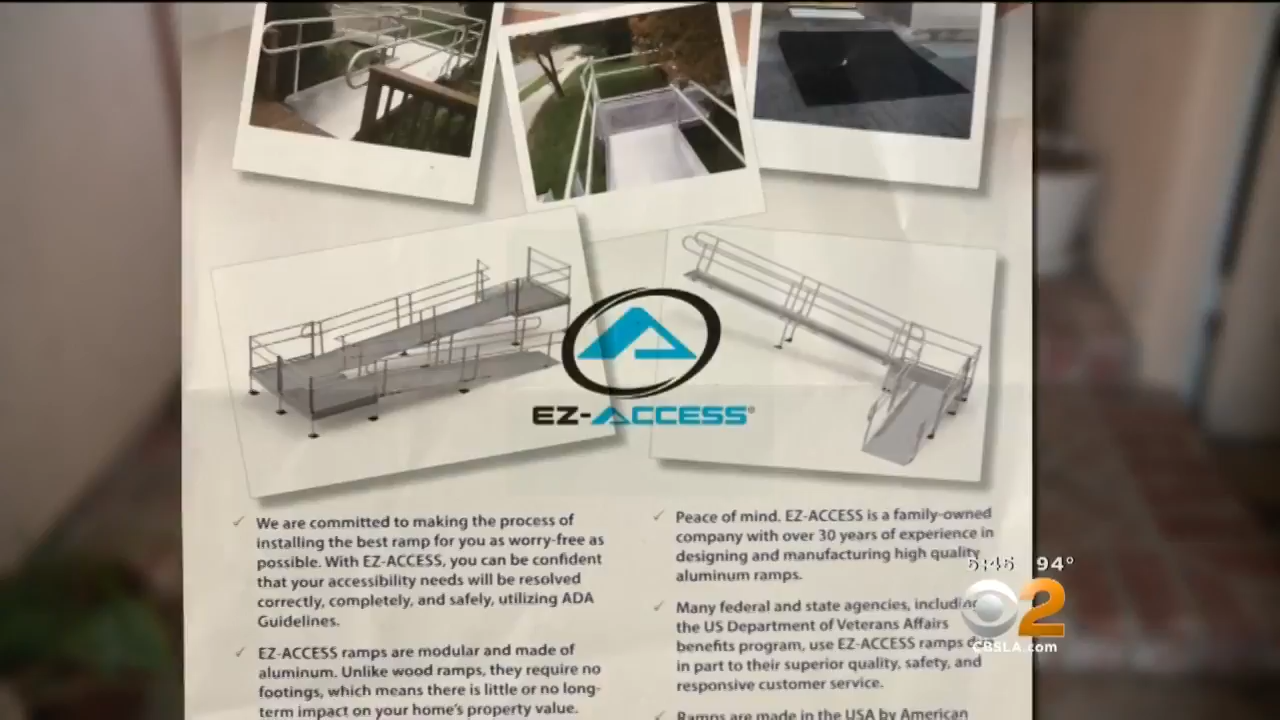 EZ-ACCESS®
We are committed to making the process of
installing the best ramp for you as worry-free as
possible. With EZ-ACCESS, you can be confident
that your accessibility needs will be resolved
correctly, completely, and safely, utilizing ADA
Guidelines.
EZ-ACCESS ramps are modular and made of
aluminum. Unlike wood ramps, they require no
footings, which means there is little or no long-
term impact on your home's property value.
Peace of mind. EZ-ACCESS is a family-owned
company with over 30 years of experience in
designing and manufacturing high quality
aluminum ramps.
Many federal and state agencies, including
the US Department of Veterans Affairs
benefits program, use EZ-ACCESS ramps
in part to their superior quality, safety, and
responsive customer service.
Ramps are made in the USA by American
5:45 94°
2
CBSLA.com